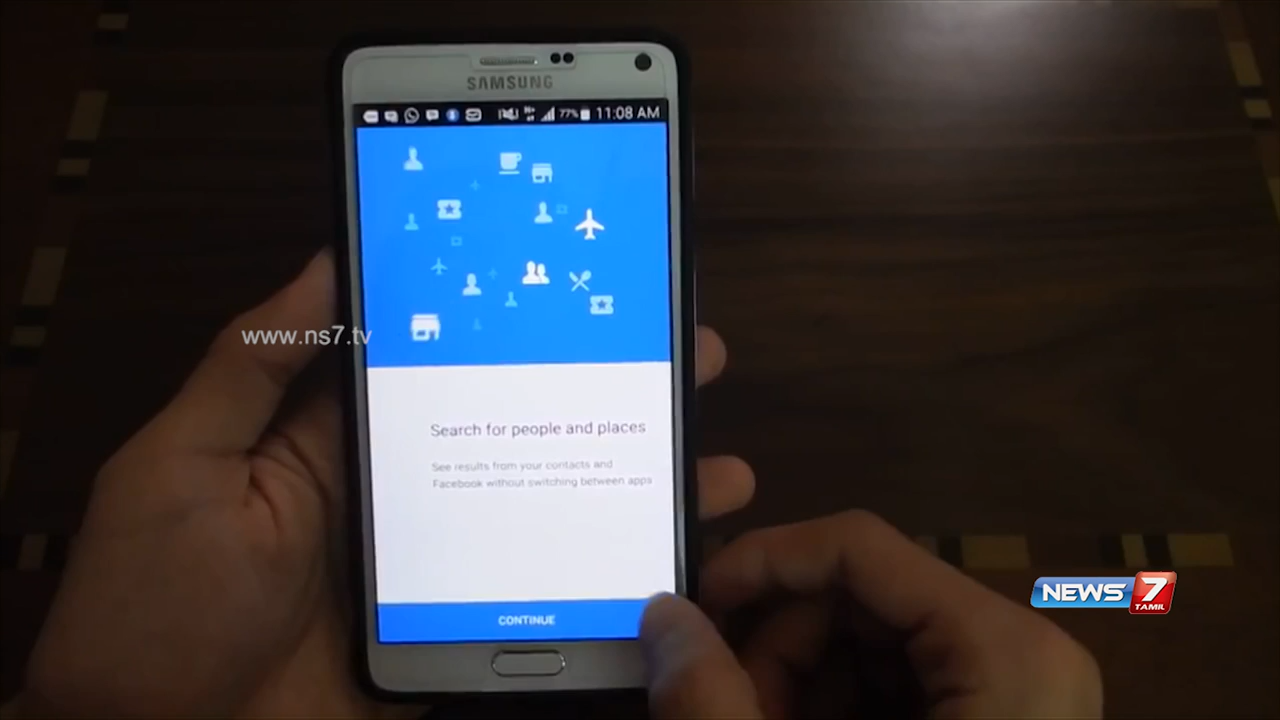 SAMSUNG
77% 11:08 AM
www.ns7.tv
Search for people and places
See results from your contacts and
Facebook without switching between apps
CONTINUE
NEWS 7
TAMIL